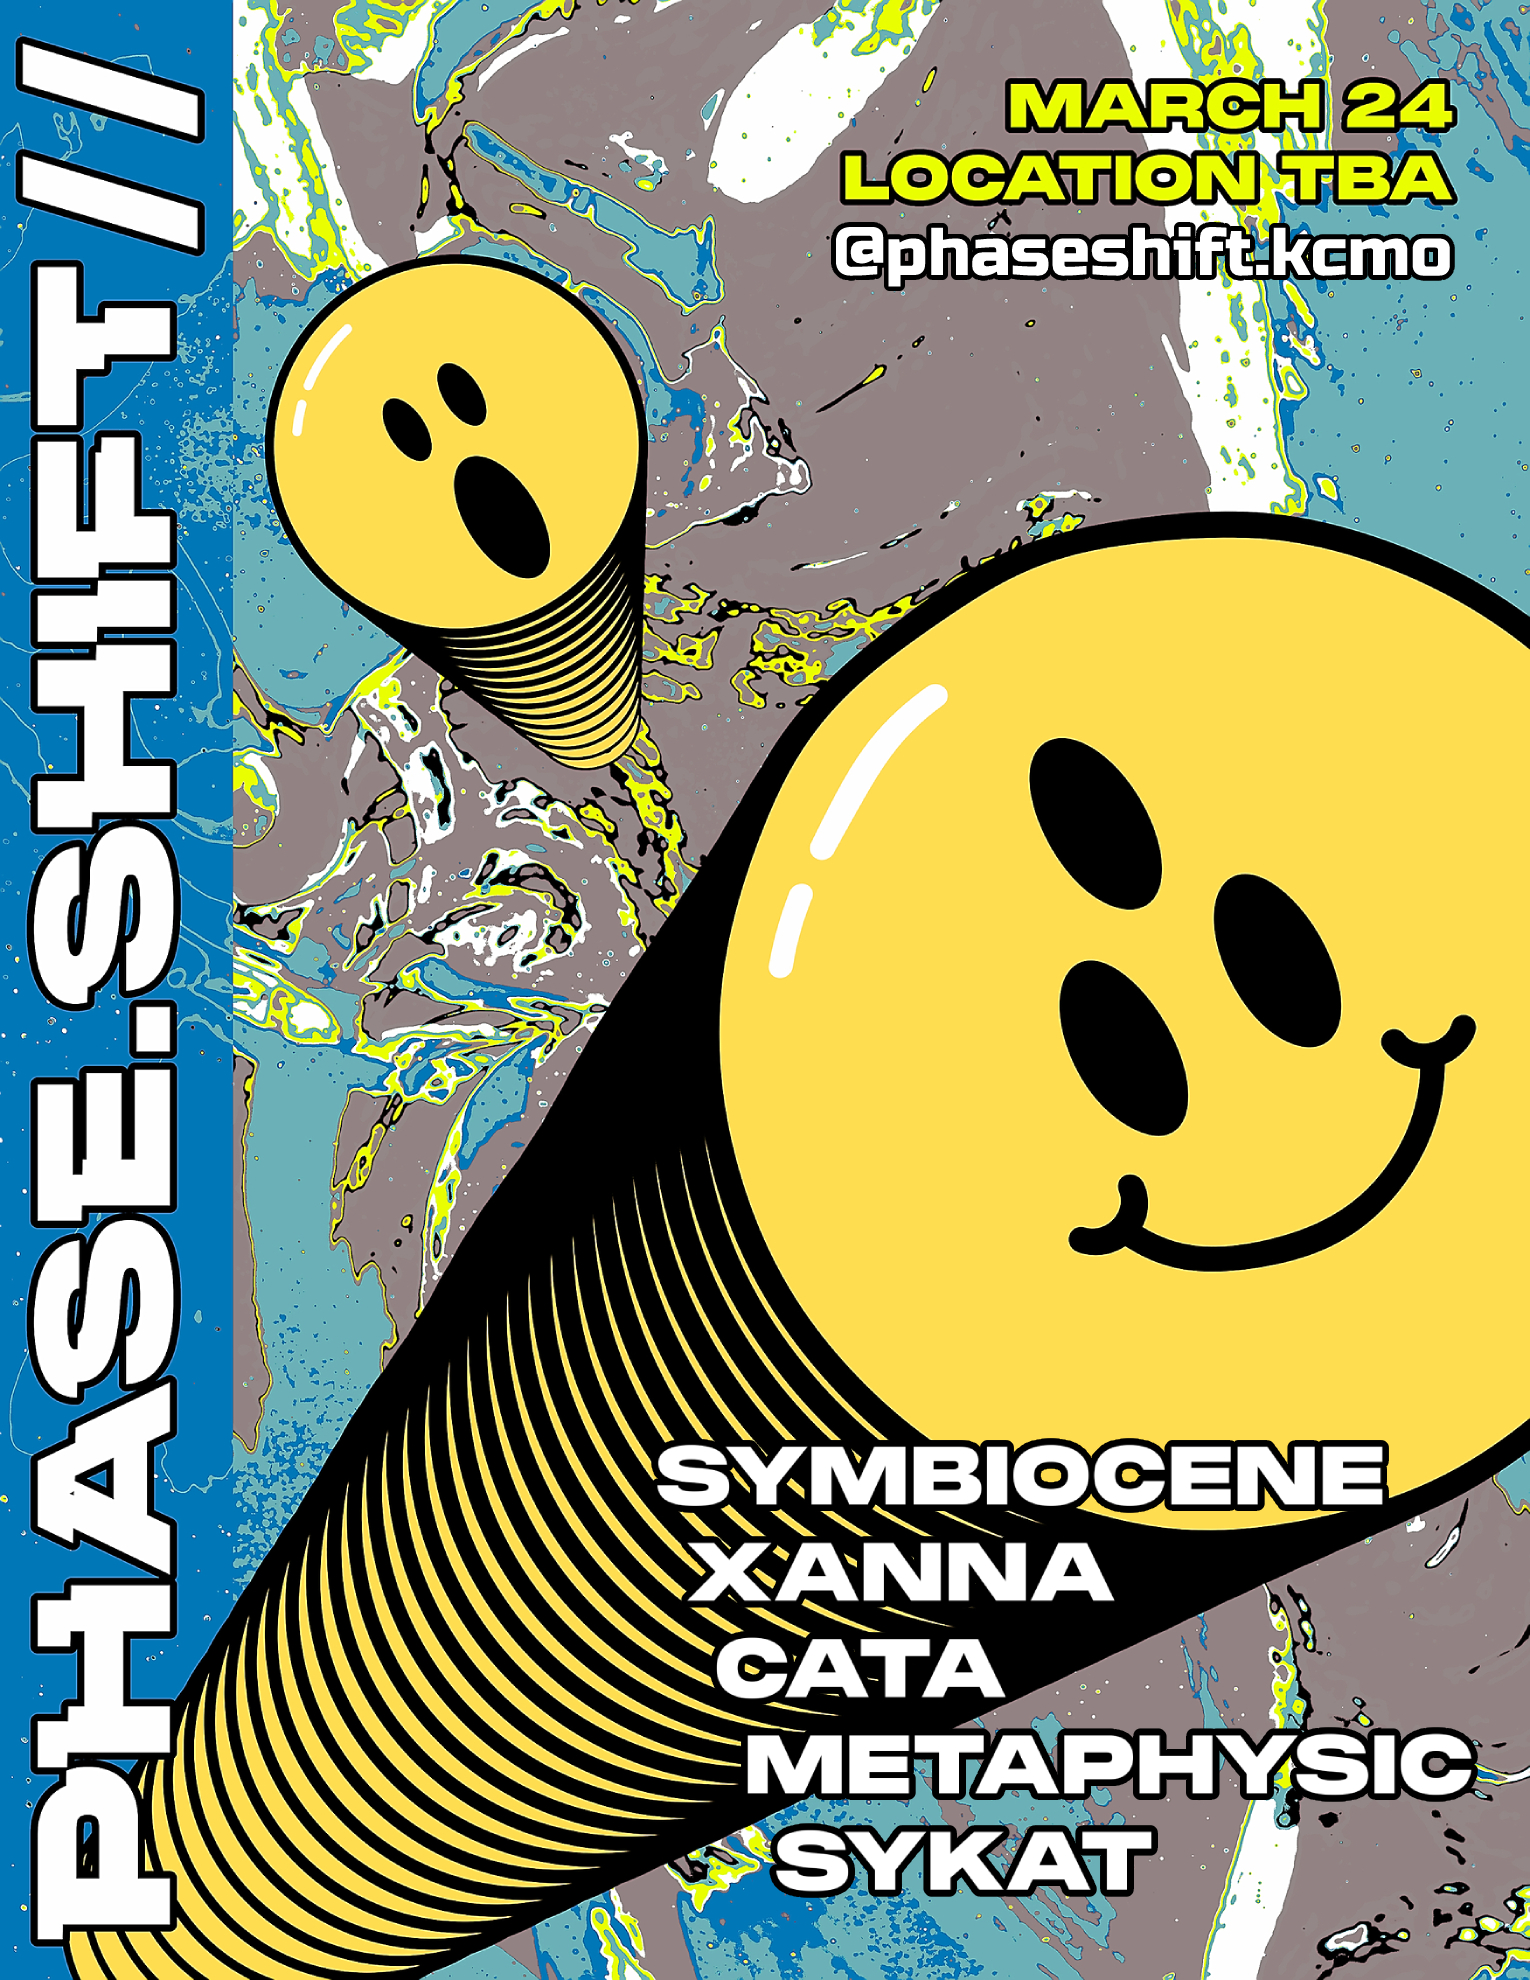 PHASE.SHIFT//
MARCH 24
LOCATION TBA
@phaseshift.kcmo
SYMBIOCENE
XANNA
CATA
METAPHYSIC
SYKAT